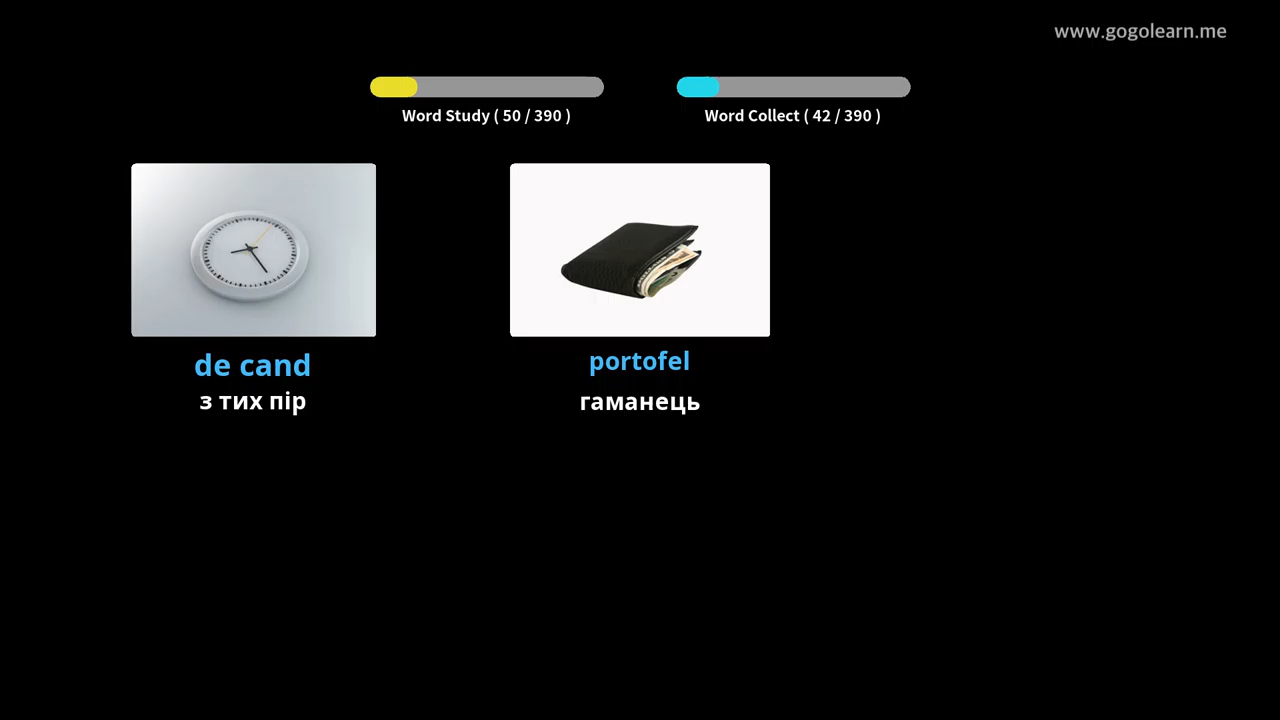 www.gogolearn.me
Word Study ( 50 / 390 )
Word Collect ( 42 / 390 )
de cand
з тих пір
portofel
гаманець